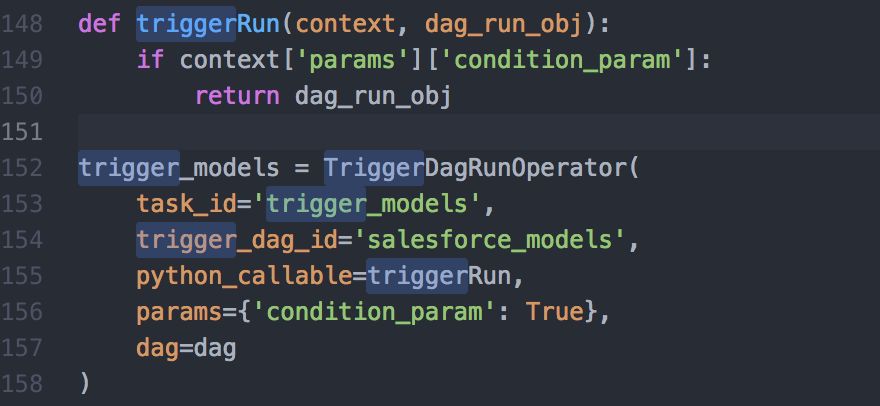 148 def triggerRun(context, dag_run_obj):
149     if context['params']['condition_param']:
150         return dag_run_obj
151
152 trigger_models = TriggerDagRunOperator(
153     task_id='trigger_models',
154     trigger_dag_id='salesforce_models',
155     python_callable=triggerRun,
156     params={'condition_param': True},
157     dag=dag
158 )